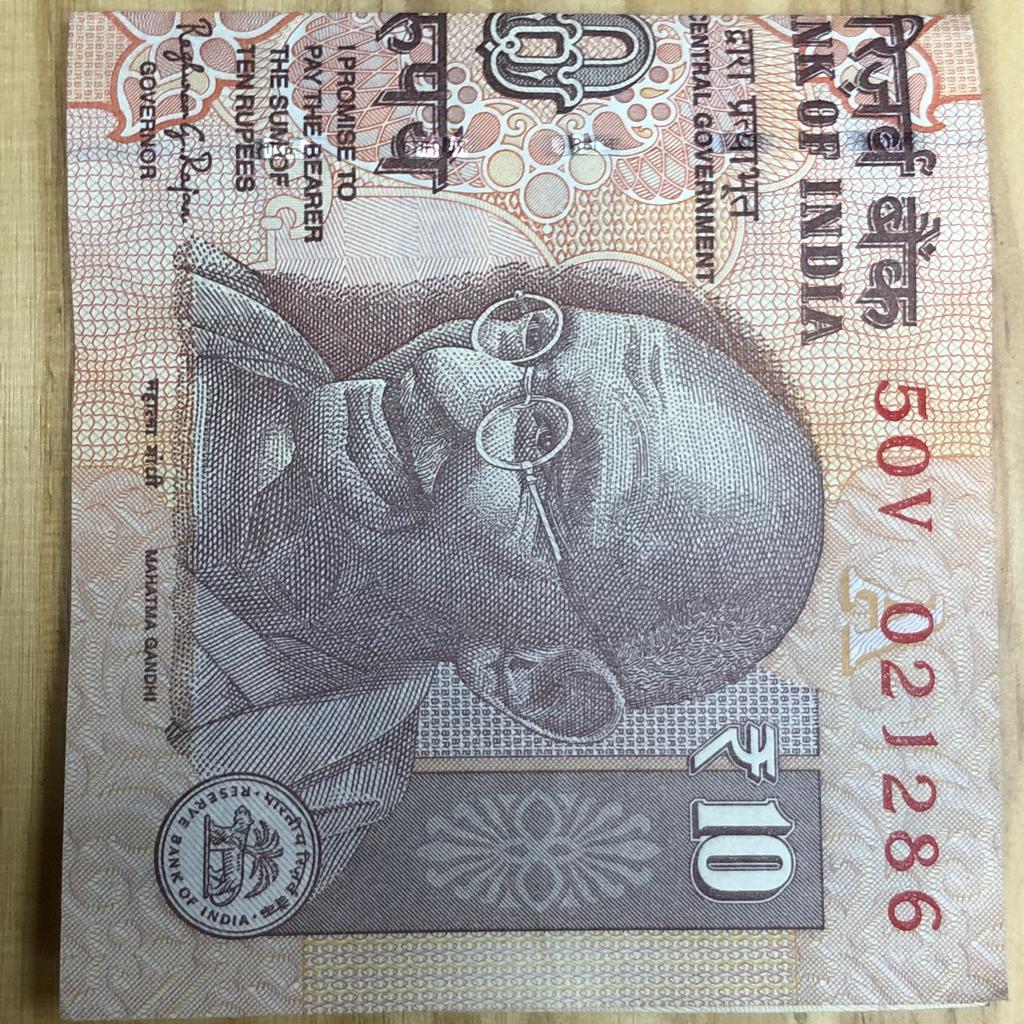 रिज़र्व बैंक
NK OF INDIA
50V 021286
द्वारा प्रत्याभूत
CENTRAL GOVERNMENT
₹10
रुपये
I PROMISE TO
PAY THE BEARER
THE SUM OF
TEN RUPEES
Raghuram G. Rajan
GOVERNOR
महात्मा गांधी
MAHATMA GANDHI
भारतीय रिज़र्व बैंक
RESERVE BANK OF INDIA